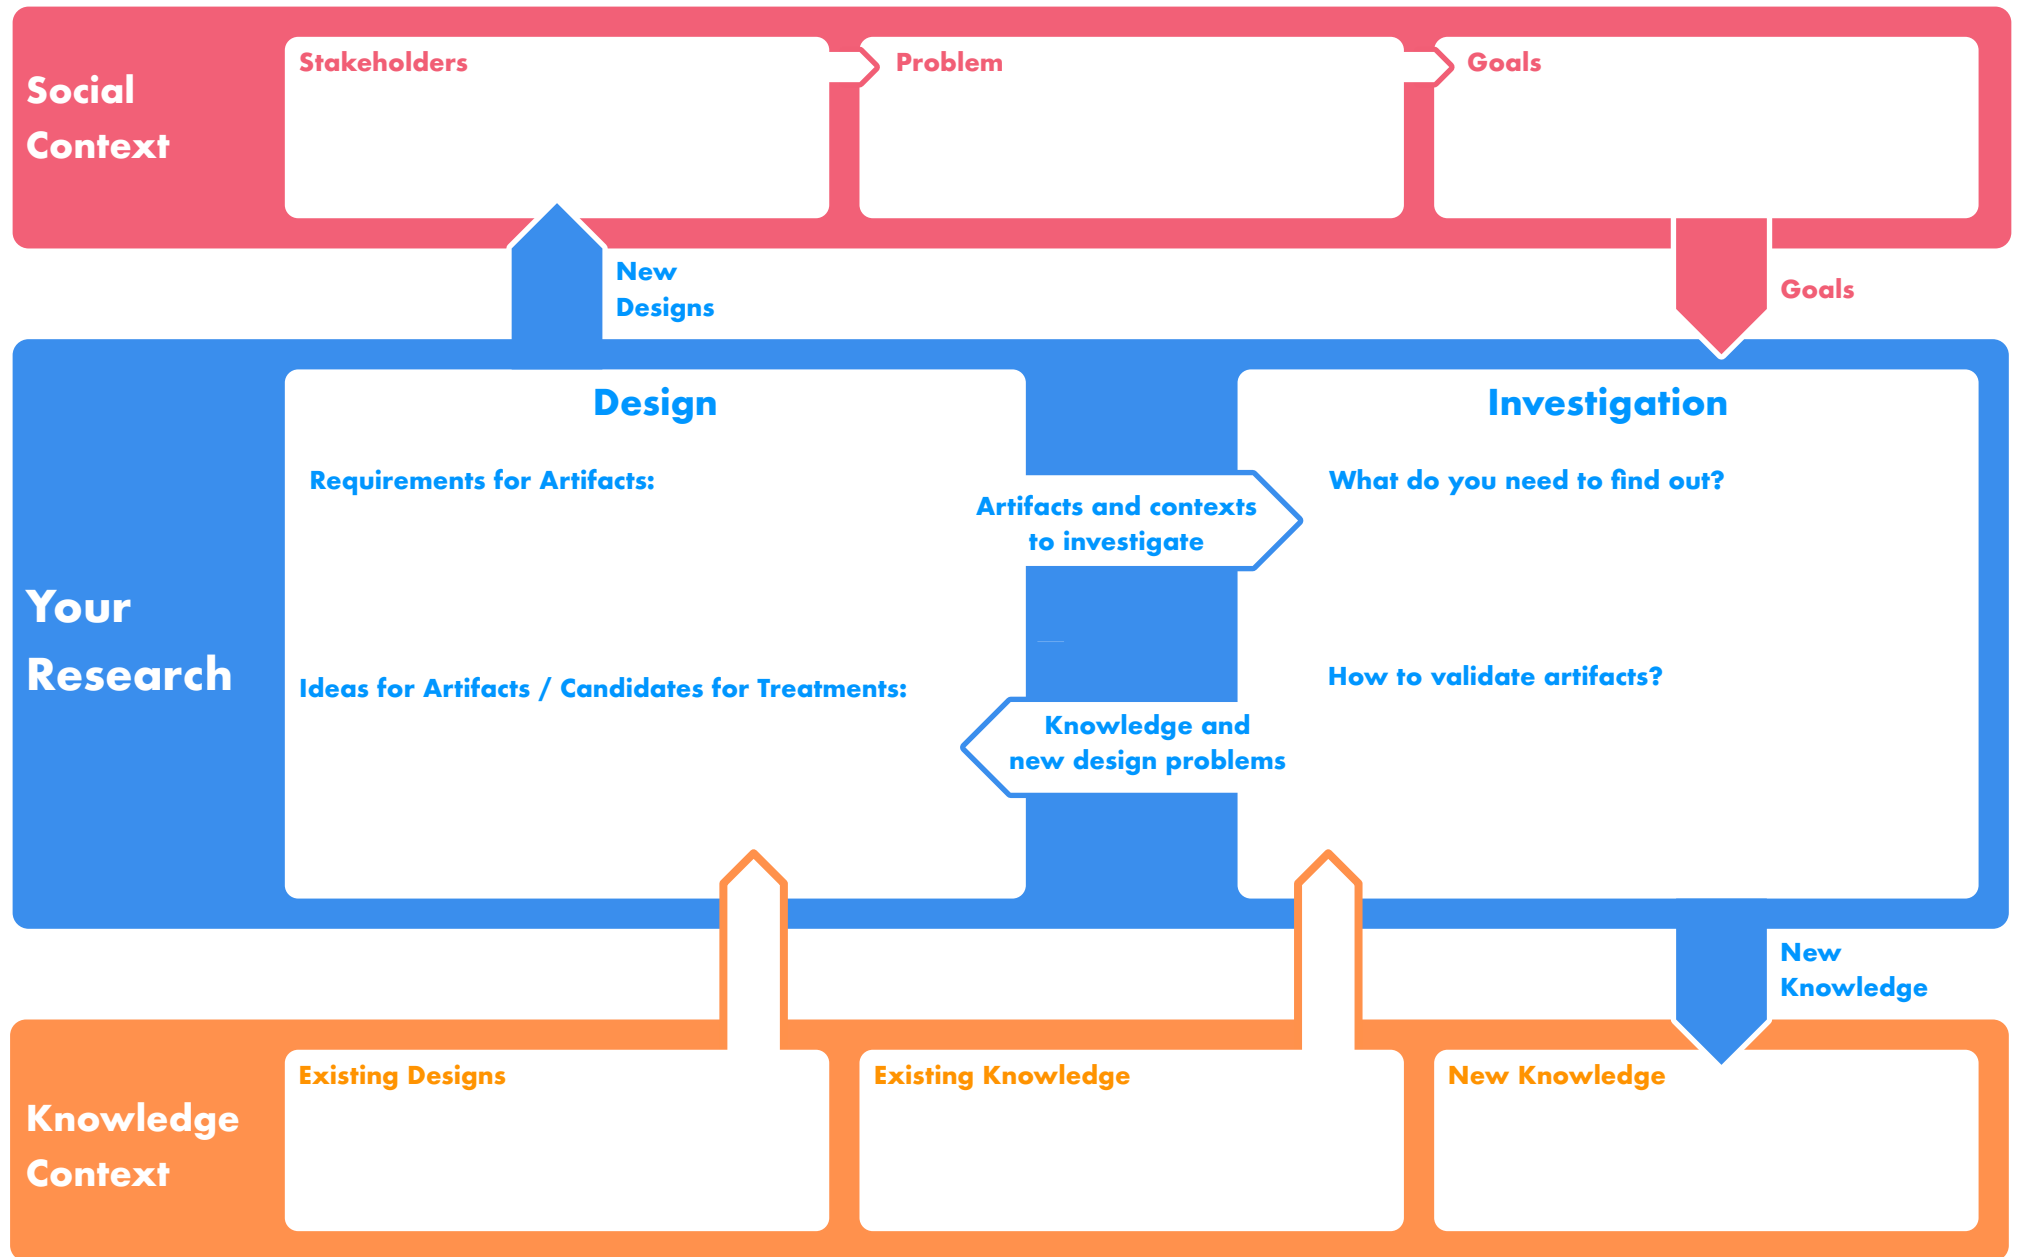 Social
Context
Stakeholders
Problem
Goals
New
Designs
Goals
Your
Research
Design
Requirements for Artifacts:
Ideas for Artifacts / Candidates for Treatments:
Artifacts and contexts
to investigate
Knowledge and
new design problems
Investigation
What do you need to find out?
How to validate artifacts?
New
Knowledge
Knowledge
Context
Existing Designs
Existing Knowledge
New Knowledge